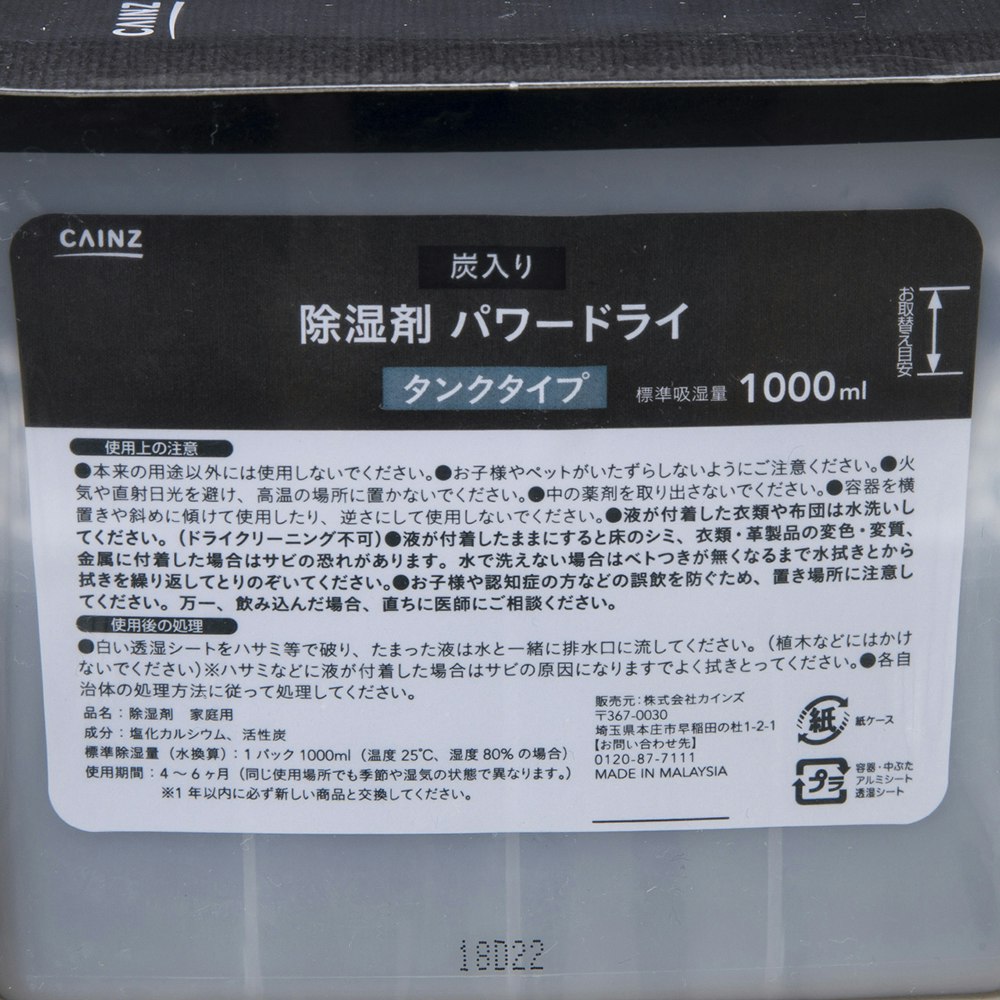 CAINZ
CAINZ
炭入り
除湿剤 パワードライ
タンクタイプ 標準吸湿量 1000ml
お取替え目安
使用上の注意
●本来の用途以外には使用しないでください。●お子様やペットがいたずらしないようにご注意ください。●火
気や直射日光を避け、高温の場所に置かないでください。●中の薬剤を取り出さないでください。●容器を横
置きや斜めに傾けて使用したり、逆さにして使用しないでください。●液が付着した衣類や布団は水洗いし
てください。（ドライクリーニング不可）●液が付着したままにすると床のシミ、衣類・革製品の変色・変質、
金属に付着した場合はサビの恐れがあります。水で洗えない場合はベトつきが無くなるまで水拭きとから
拭きを繰り返してとりのぞいてください。●お子様や認知症の方などの誤飲を防ぐため、置き場所に注意し
てください。万一、飲み込んだ場合、直ちに医師にご相談ください。
使用後の処理
●白い透湿シートをハサミ等で破り、たまった液は水と一緒に排水口に流してください。（植木などにはかけ
ないでください）※ハサミなどに液が付着した場合はサビの原因になりますでよく拭きとってください。●各自
治体の処理方法に従って処理してください。
品名：除湿剤 家庭用
成分：塩化カルシウム、活性炭
標準除湿量（水換算）：1パック1000ml（温度25℃、湿度80%の場合）
使用期間：4～6ヶ月（同じ使用場所でも季節や湿気の状態で異なります。）
※1年以内に必ず新しい商品と交換してください。
販売元：株式会社カインズ
〒367-0030
埼玉県本庄市早稲田の杜1-2-1
【お問い合わせ先】
0120-87-7111
MADE IN MALAYSIA
紙 紙ケース
プラ
容器・中ぶた
アルミシート
透湿シート
18D22